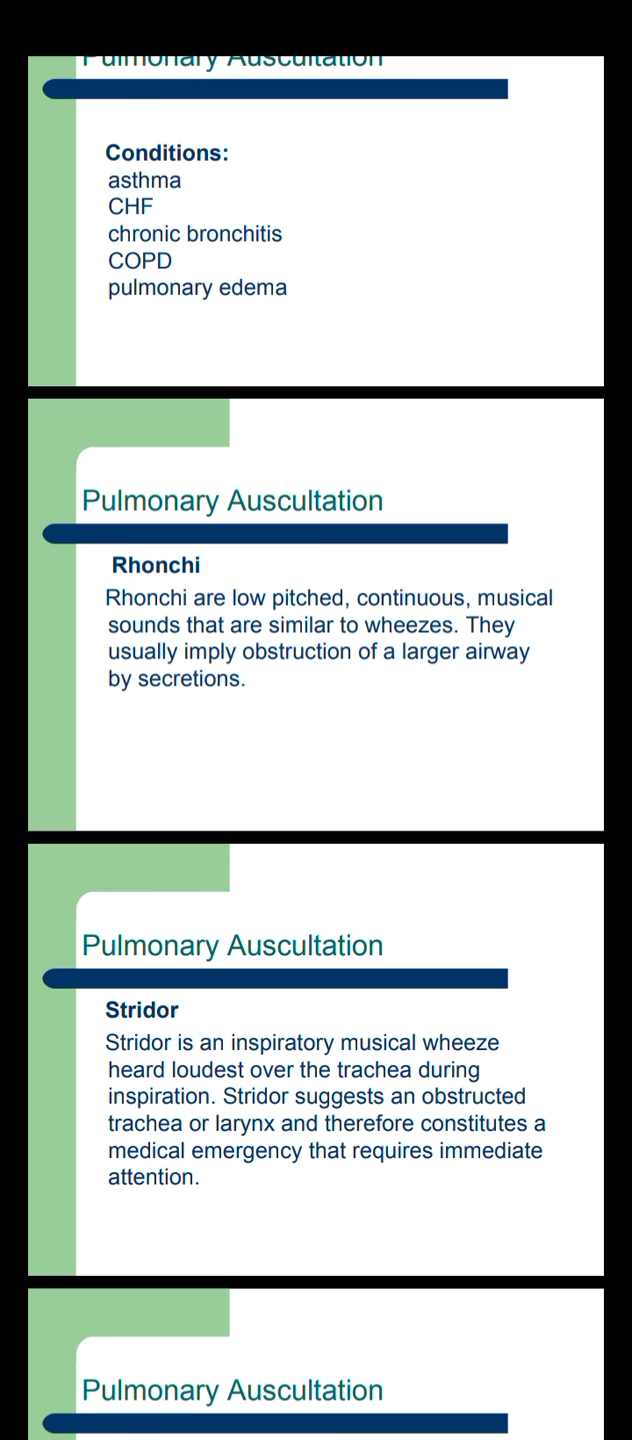 Pulmonary Auscultation
Conditions:
asthma
CHF
chronic bronchitis
COPD
pulmonary edema
Pulmonary Auscultation
Rhonchi
Rhonchi are low pitched, continuous, musical
sounds that are similar to wheezes. They
usually imply obstruction of a larger airway
by secretions.
Pulmonary Auscultation
Stridor
Stridor is an inspiratory musical wheeze
heard loudest over the trachea during
inspiration. Stridor suggests an obstructed
trachea or larynx and therefore constitutes a
medical emergency that requires immediate
attention.
Pulmonary Auscultation